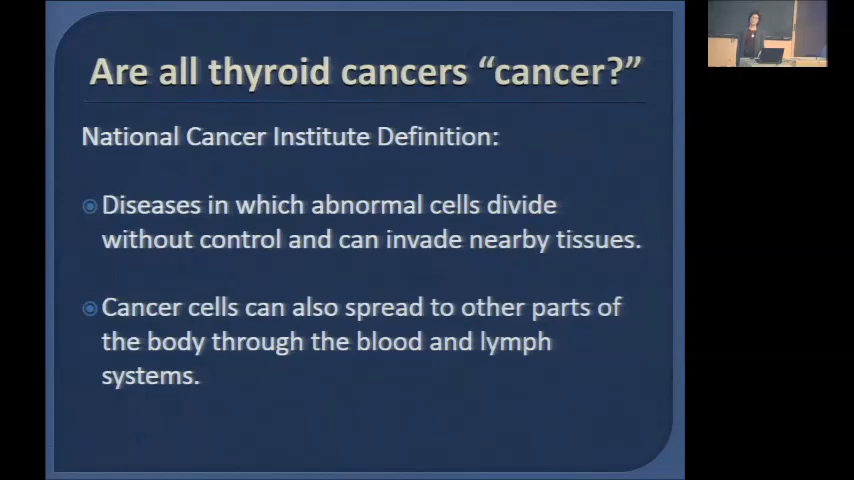 Are all thyroid cancers “cancer?”
National Cancer Institute Definition:
Diseases in which abnormal cells divide
without control and can invade nearby tissues.
Cancer cells can also spread to other parts of
the body through the blood and lymph
systems.